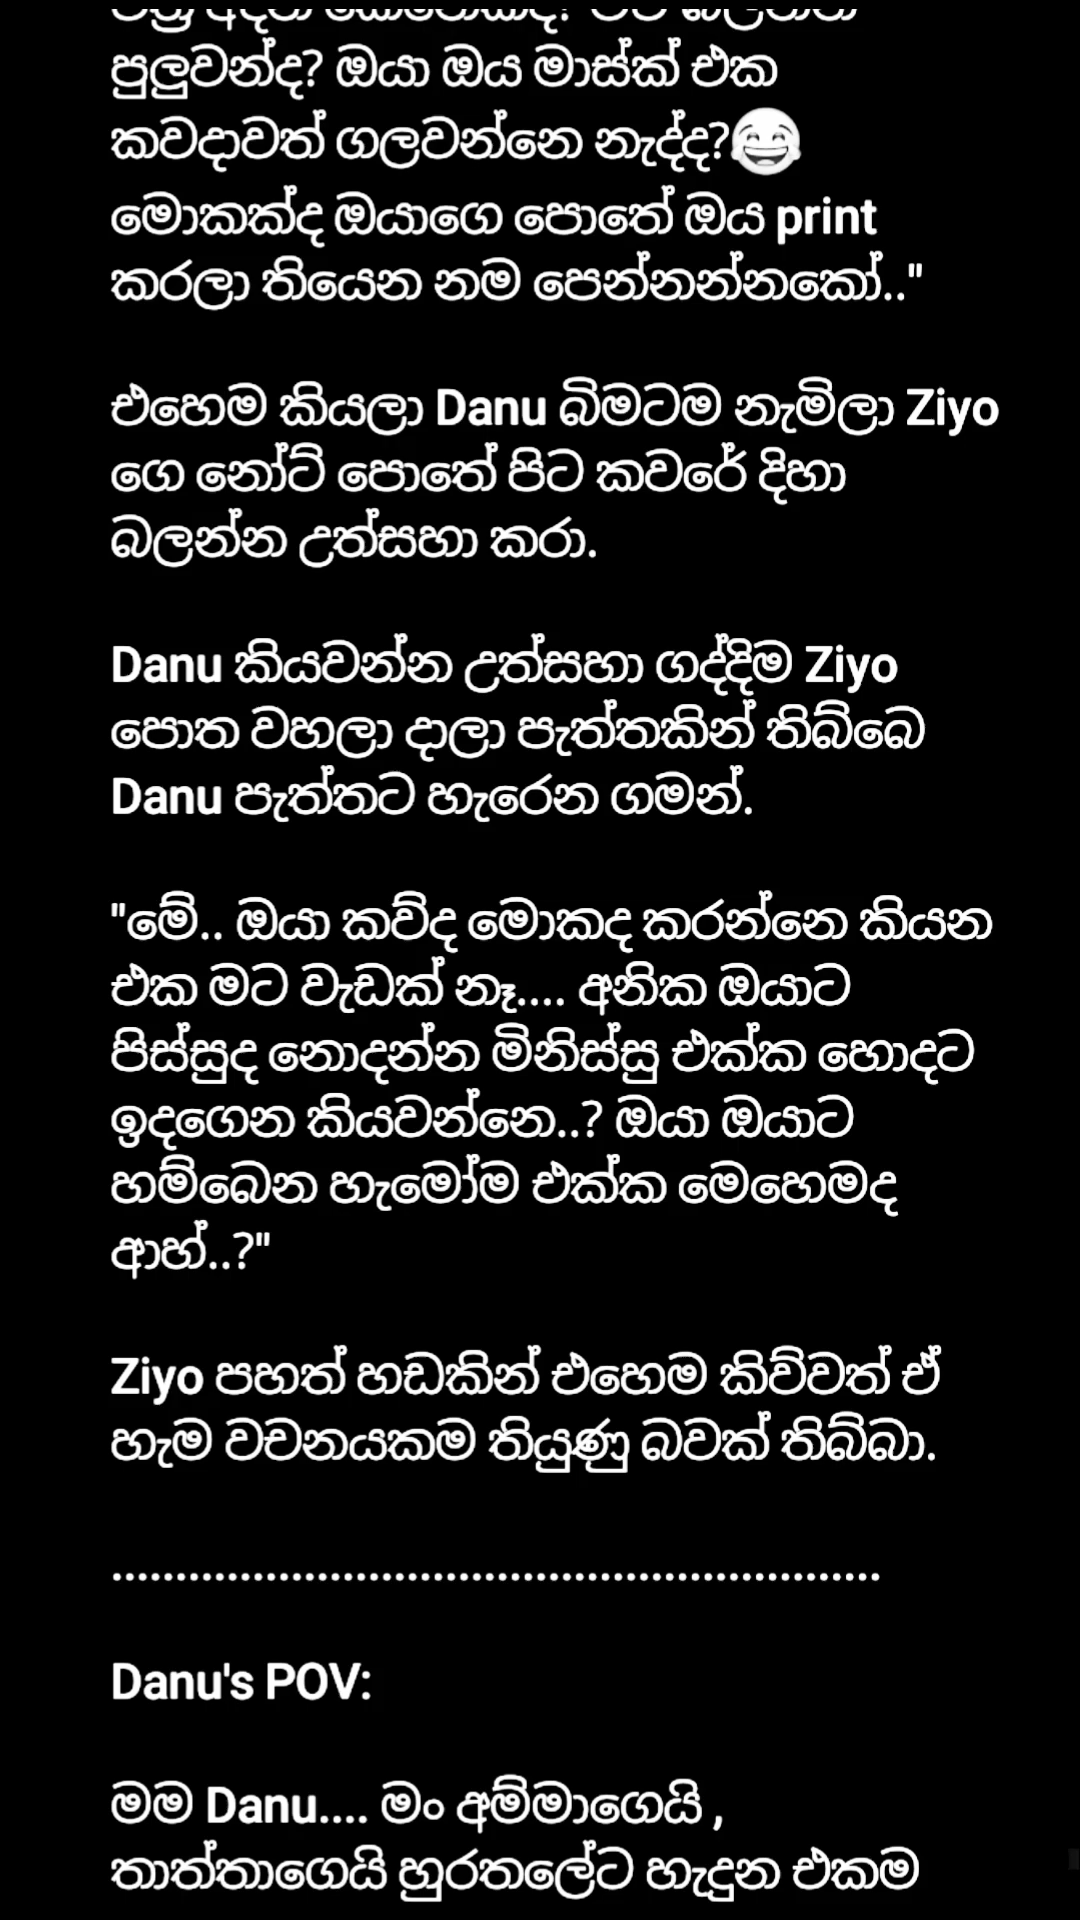 පුලුවන්ද? ඔයා ඔය මාස්ක් එක
කවදාවත් ගලවන්නෙ නැද්ද?😂
මොකක්ද ඔයාගෙ පොතේ ඔය print
කරලා තියෙන නම පෙන්නන්නකෝ.."
එහෙම කියලා Danu බිමටම නැමිලා Ziyo
ගෙ නෝට් පොතේ පිට කවරේ දිහා
බලන්න උත්සහා කරා.
Danu කියවන්න උත්සහා ගද්දිම Ziyo
පොත වහලා දාලා පැත්තකින් තිබ්බෙ
Danu පැත්තට හැරෙන ගමන්.
"මේ.. ඔයා කව්ද මොකද කරන්නෙ කියන
එක මට වැඩක් නෑ.... අනික ඔයාට
පිස්සුද නොදන්න මිනිස්සු එක්ක හොදට
ඉදගෙන කියවන්නෙ..? ඔයා ඔයාට
හම්බෙන හැමෝම එක්ක මෙහෙමද
ආහ්..?"
Ziyo පහත් හඩකින් එහෙම කිව්වත් ඒ
හැම වචනයකම තියුණු බවක් තිබ්බා.
............................................................
Danu's POV:
මම Danu.... මං අම්මාගෙයි ,
තාත්තාගෙයි හුරතලේට හැදුන එකම